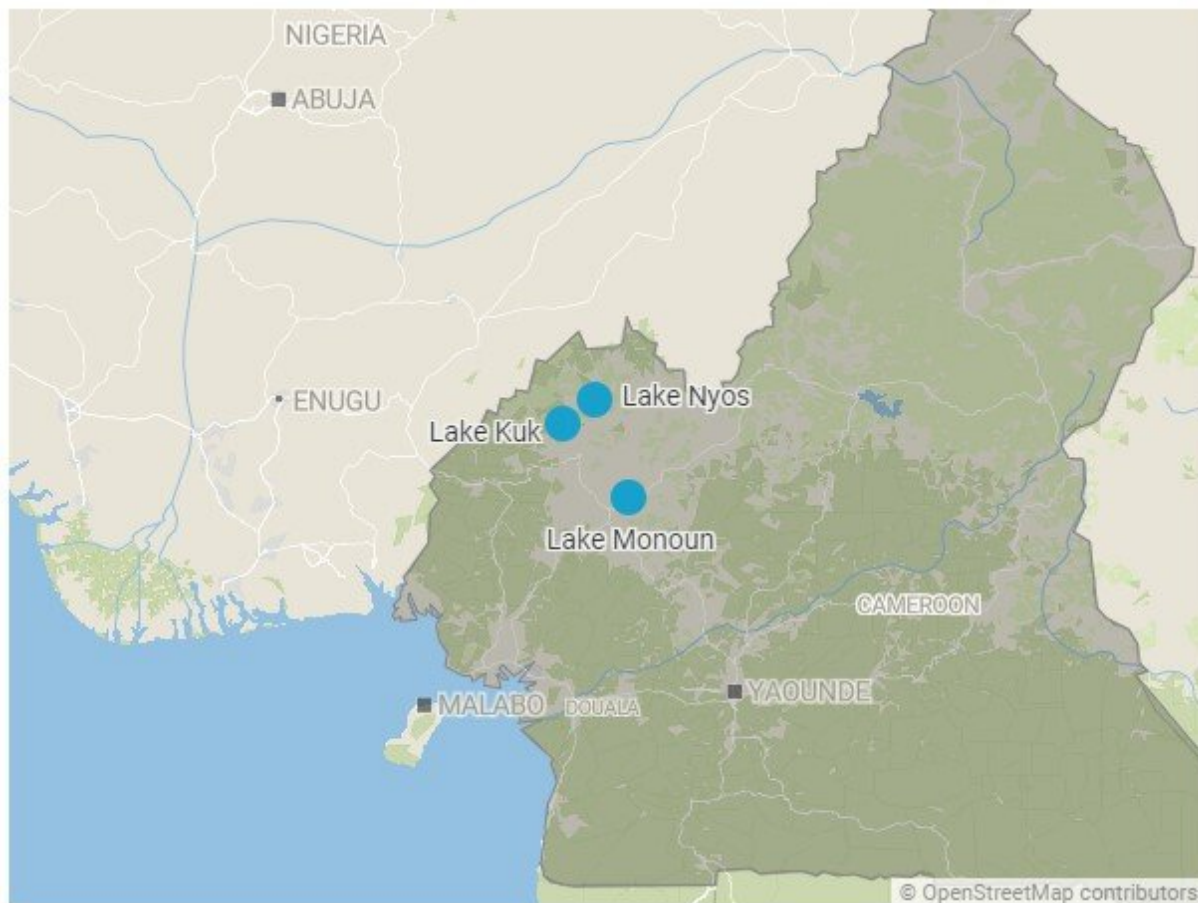 NIGERIA
ABUJA
Lake Nyos
ENUGU
Lake Kuk
Lake Monoun
CAMEROON
YAOUNDE
MALABO
DOUALA
© OpenStreetMap contributors